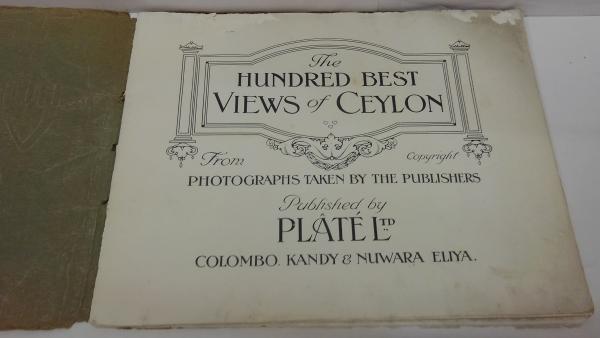 The
HUNDRED BEST
VIEWS of CEYLON
From Copyright
PHOTOGRAPHS TAKEN BY THE PUBLISHERS
Published by
PLÂTÉ LTD
COLOMBO. KANDY & NUWARA ELIYA.